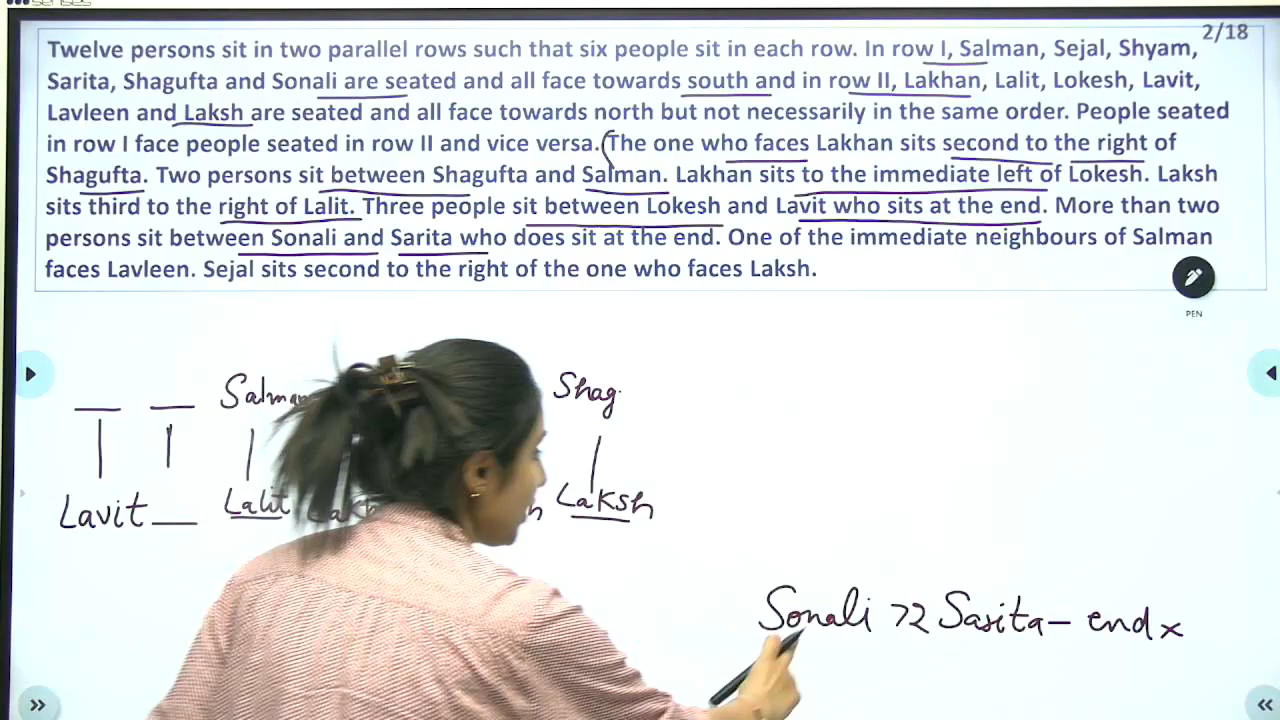 2/18
Twelve persons sit in two parallel rows such that six people sit in each row. In row I, Salman, Sejal, Shyam,
Sarita, Shagufta and Sonali are seated and all face towards south and in row II, Lakhan, Lalit, Lokesh, Lavit,
Lavleen and Laksh are seated and all face towards north but not necessarily in the same order. People seated
in row I face people seated in row II and vice versa. The one who faces Lakhan sits second to the right of
Shagufta. Two persons sit between Shagufta and Salman. Lakhan sits to the immediate left of Lokesh. Laksh
sits third to the right of Lalit. Three people sit between Lokesh and Lavit who sits at the end. More than two
persons sit between Sonali and Sarita who does sit at the end. One of the immediate neighbours of Salman
faces Lavleen. Sejal sits second to the right of the one who faces Laksh.
PEN
Salman Shag.
Lavit Lalit Laksh
Sonali >2 Sarita - end x